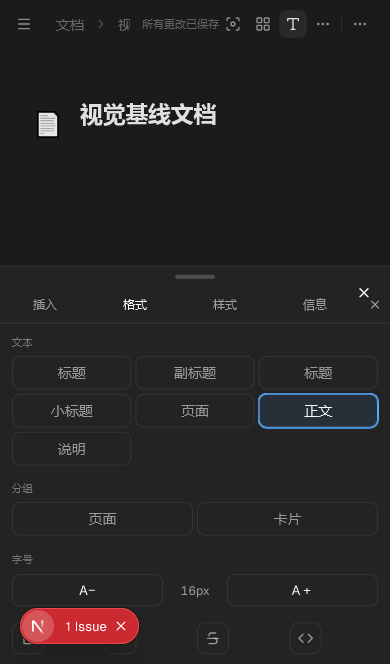 文档 > 视 所有更改已保存 T
视觉基线文档
插入 格式 样式 信息
文本
标题 副标题 标题
小标题 页面 正文
说明
分组
页面 卡片
字号
A− 16px A+
N 1 Issue